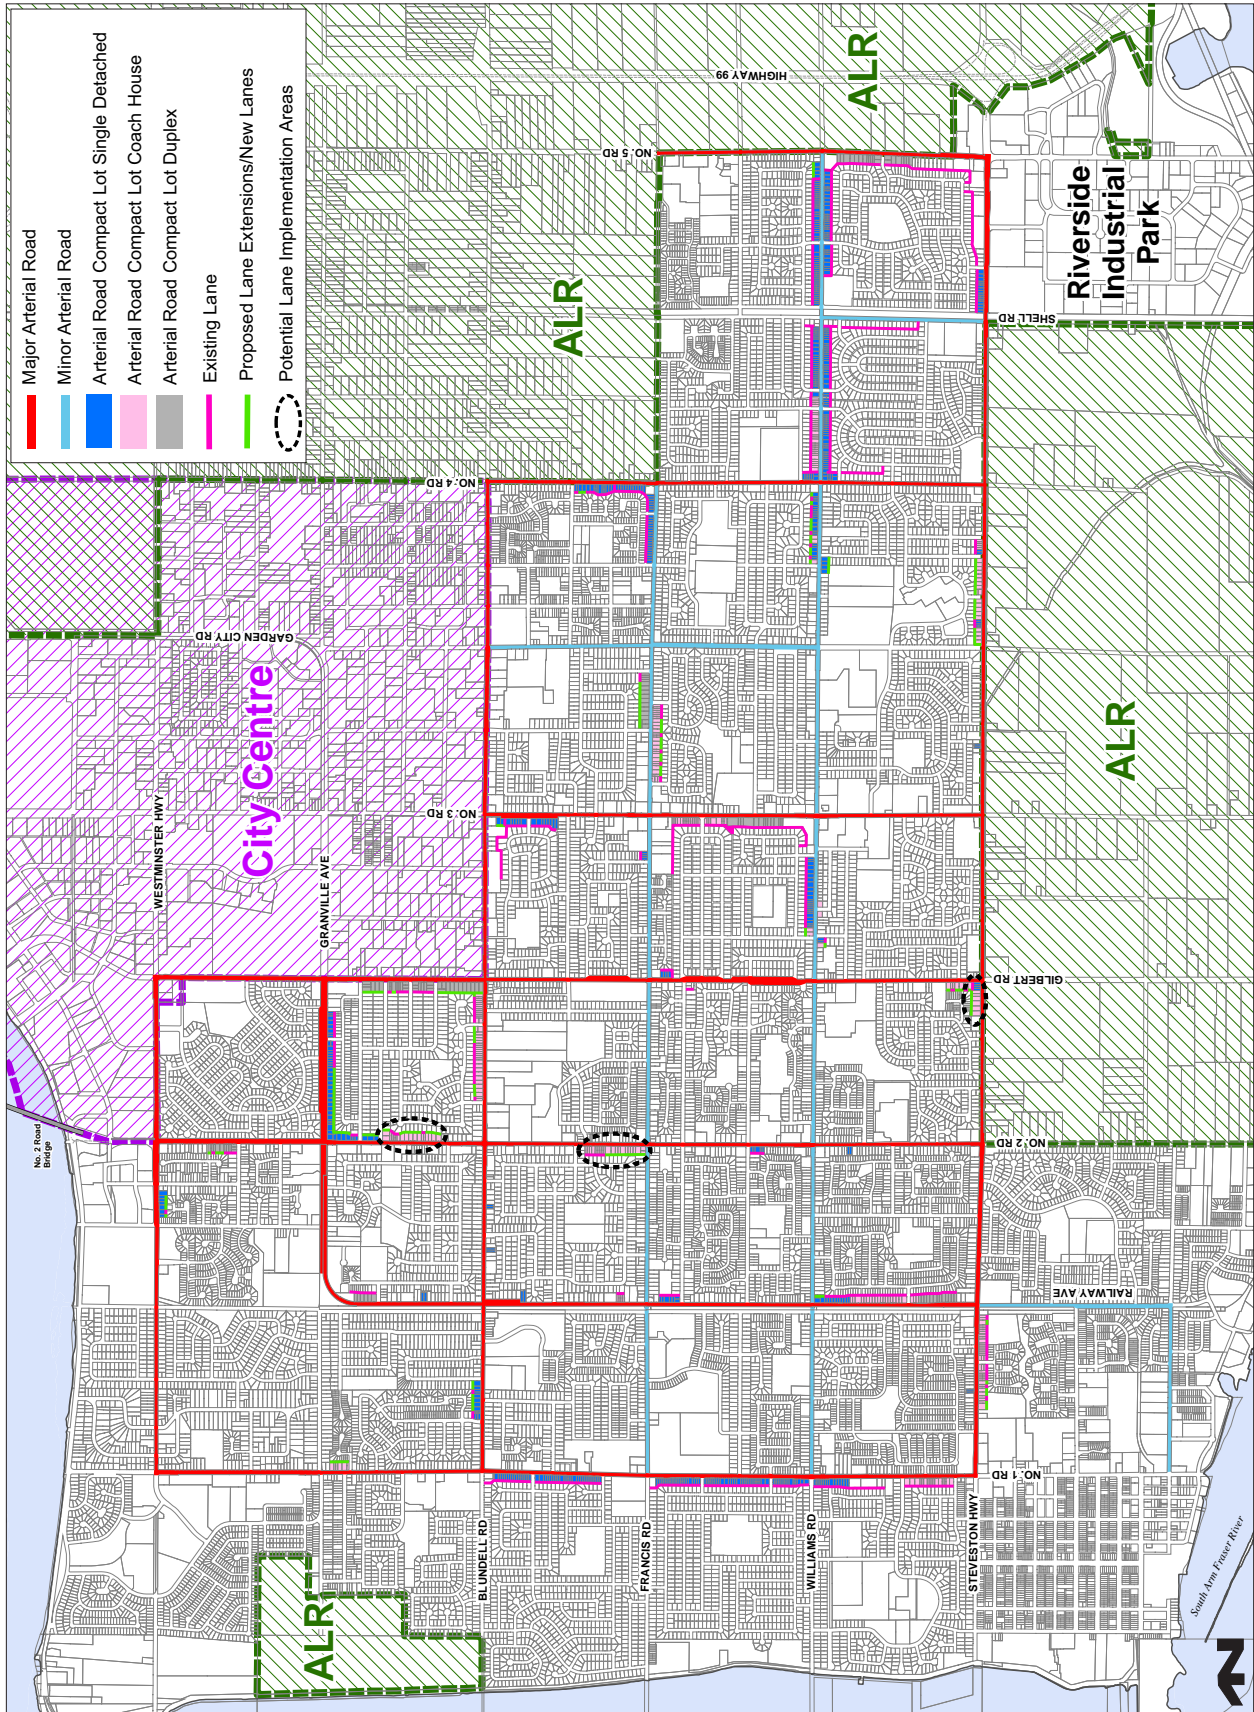 Major Arterial Road
Minor Arterial Road
Arterial Road Compact Lot Single Detached
Arterial Road Compact Lot Coach House
Arterial Road Compact Lot Duplex
Existing Lane
Proposed Lane Extensions/New Lanes
Potential Lane Implementation Areas
No. 2 Road
Bridge
WESTMINSTER HWY
GRANVILLE AVE
GARDEN CITY RD
City Centre
NO. 4 RD
NO. 3 RD
NO. 5 RD
HIGHWAY 99
ALR
ALR
ALR
ALR
Riverside
Industrial
Park
SHELL RD
GILBERT RD
NO. 2 RD
RAILWAY AVE
NO. 1 RD
BLUNDELL RD
FRANCIS RD
WILLIAMS RD
STEVESTON HWY
South Arm Fraser River
N